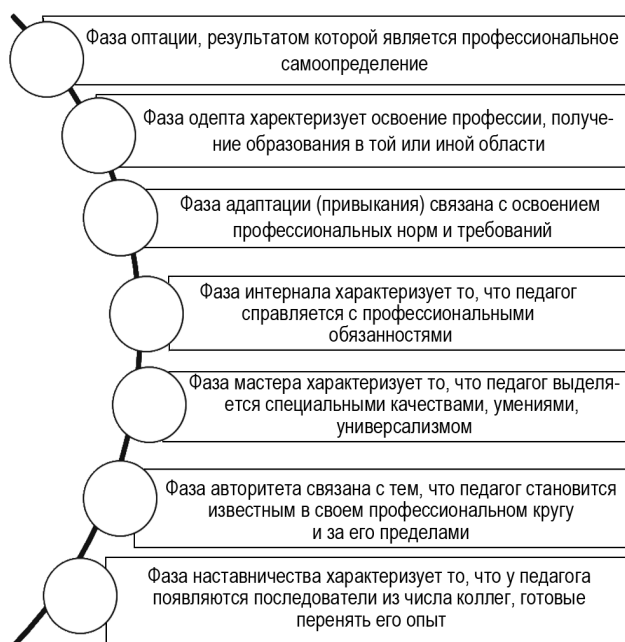 Фаза оптации, результатом которой является профессиональное
самоопределение
Фаза одепта харектеризует освоение профессии, получе-
ние образования в той или иной области
Фаза адаптации (привыкания) связана с освоением
профессиональных норм и требований
Фаза интернала характеризует то, что педагог
справляется с профессиональными
обязанностями
Фаза мастера характеризует то, что педагог выделя-
ется специальными качествами, умениями,
универсализмом
Фаза авторитета связана с тем, что педагог становится
известным в своем профессиональном кругу
и за его пределами
Фаза наставничества характеризует то, что у педагога
появляются последователи из числа коллег, готовые
перенять его опыт